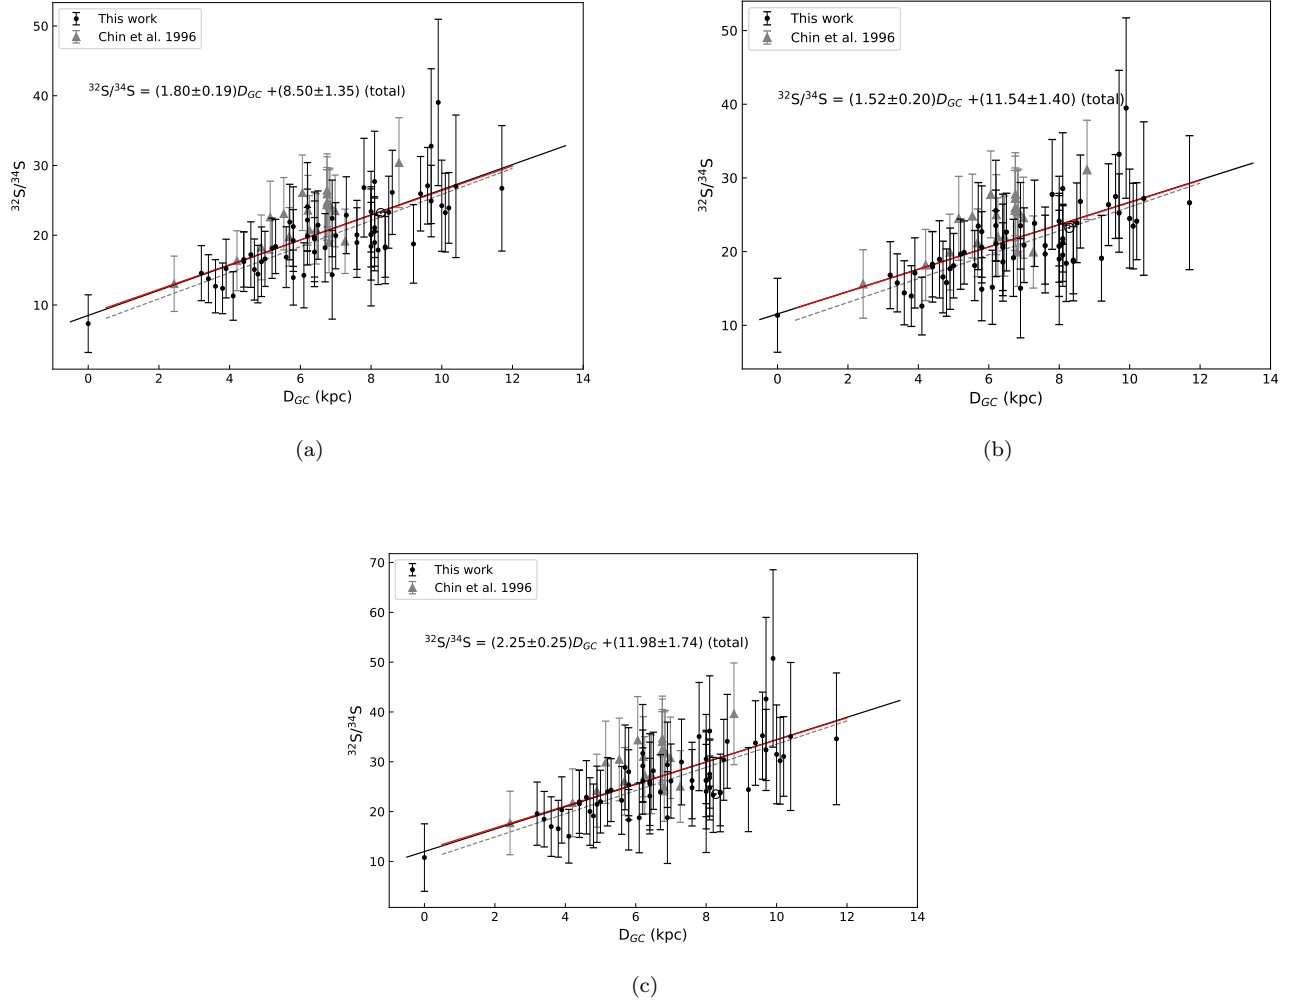 This work
Chin et al. 1996
³²S/³⁴S = (1.80±0.19)D_GC +(8.50±1.35) (total)
³²S/³⁴S
50
40
30
20
10
0 2 4 6 8 10 12 14
D_GC (kpc)
(a)
This work
Chin et al. 1996
³²S/³⁴S = (1.52±0.20)D_GC +(11.54±1.40) (total)
³²S/³⁴S
50
40
30
20
10
0 2 4 6 8 10 12 14
D_GC (kpc)
(b)
This work
Chin et al. 1996
³²S/³⁴S = (2.25±0.25)D_GC +(11.98±1.74) (total)
³²S/³⁴S
70
60
50
40
30
20
10
0 2 4 6 8 10 12 14
D_GC (kpc)
(c)